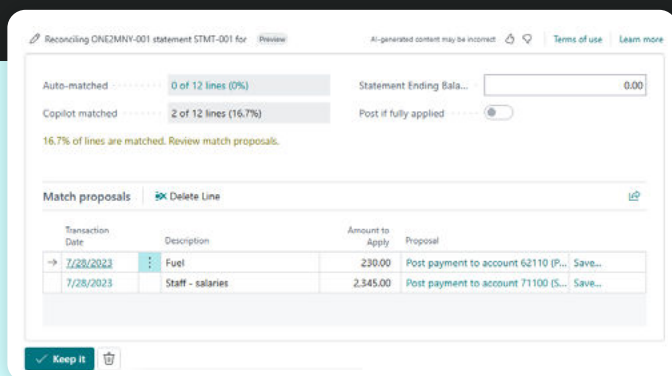 Reconciling ONE2MNY-001 statement STMT-001 for Preview AI-generated content may be incorrect Terms of use Learn more
Auto-matched 0 of 12 lines (0%) Statement Ending Bala... 0.00
Copilot matched 2 of 12 lines (16.7%) Post if fully applied
16.7% of lines are matched. Review match proposals.
Match proposals Delete Line
Transaction Date Description Amount to Apply Proposal
7/28/2023 Fuel 230.00 Post payment to account 62110 (P... Save...
7/28/2023 Staff - salaries 2,345.00 Post payment to account 71100 (S... Save...
Keep it